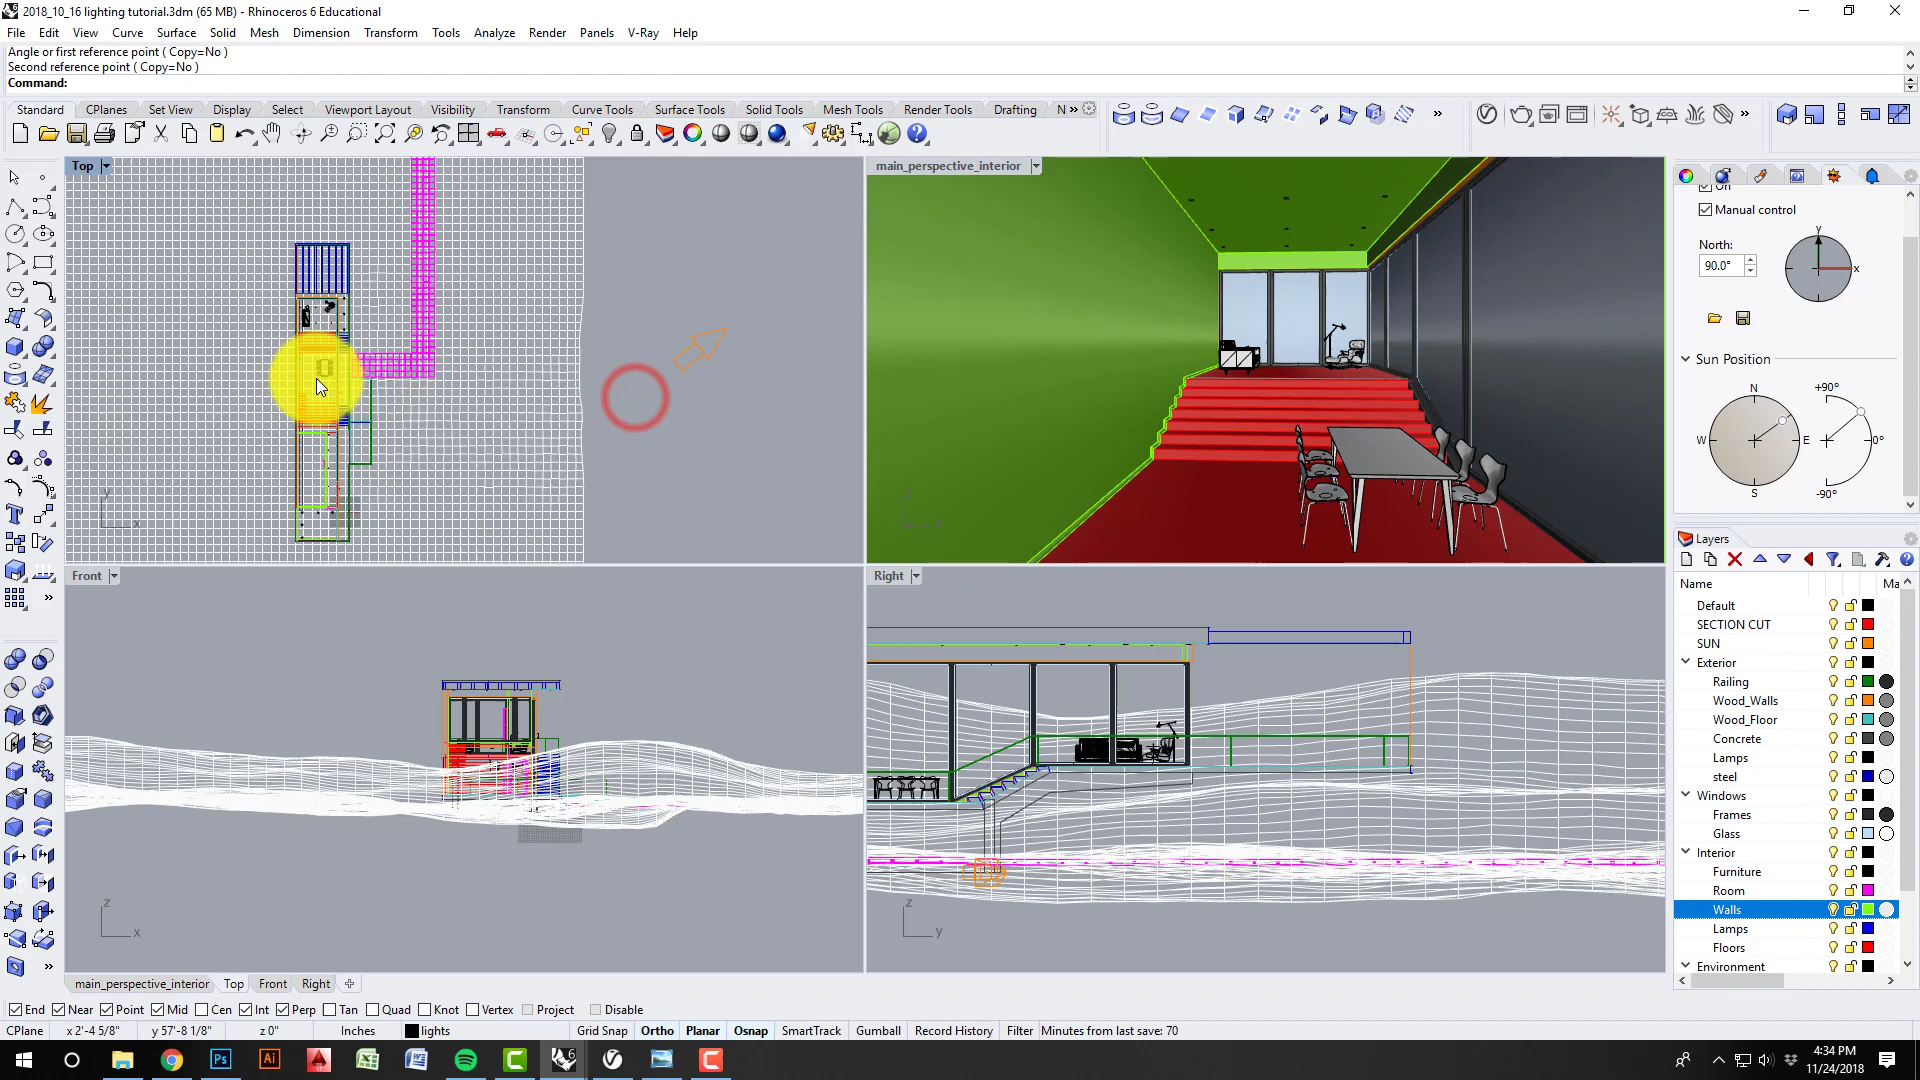 2018_10_16 lighting tutorial.3dm (65 MB) - Rhinoceros 6 Educational
File Edit View Curve Surface Solid Mesh Dimension Transform Tools Analyze Render Panels V-Ray Help
Angle or first reference point ( Copy=No )
Second reference point ( Copy=No )
Command:
Standard CPlanes Set View Display Select Viewport Layout Visibility Transform Curve Tools Surface Tools Solid Tools Mesh Tools Render Tools Drafting N
Top
main_perspective_interior
On
Manual control
North:
90.0°
y
x
Sun Position
N
W E
S
+90°
0°
-90°
y
x
Front
Right
z
x
z
y
Layers
Name Ma
Default
SECTION CUT
SUN
Exterior
Railing
Wood_Walls
Wood_Floor
Concrete
Lamps
steel
Windows
Frames
Glass
Interior
Furniture
Room
Walls
Lamps
Floors
Environment
main_perspective_interior Top Front Right
End Near Point Mid Cen Int Perp Tan Quad Knot Vertex Project Disable
CPlane x 2'-4 5/8" y 57'-8 1/8" z 0" Inches lights Grid Snap Ortho Planar Osnap SmartTrack Gumball Record History Filter Minutes from last save: 70
4:34 PM
11/24/2018